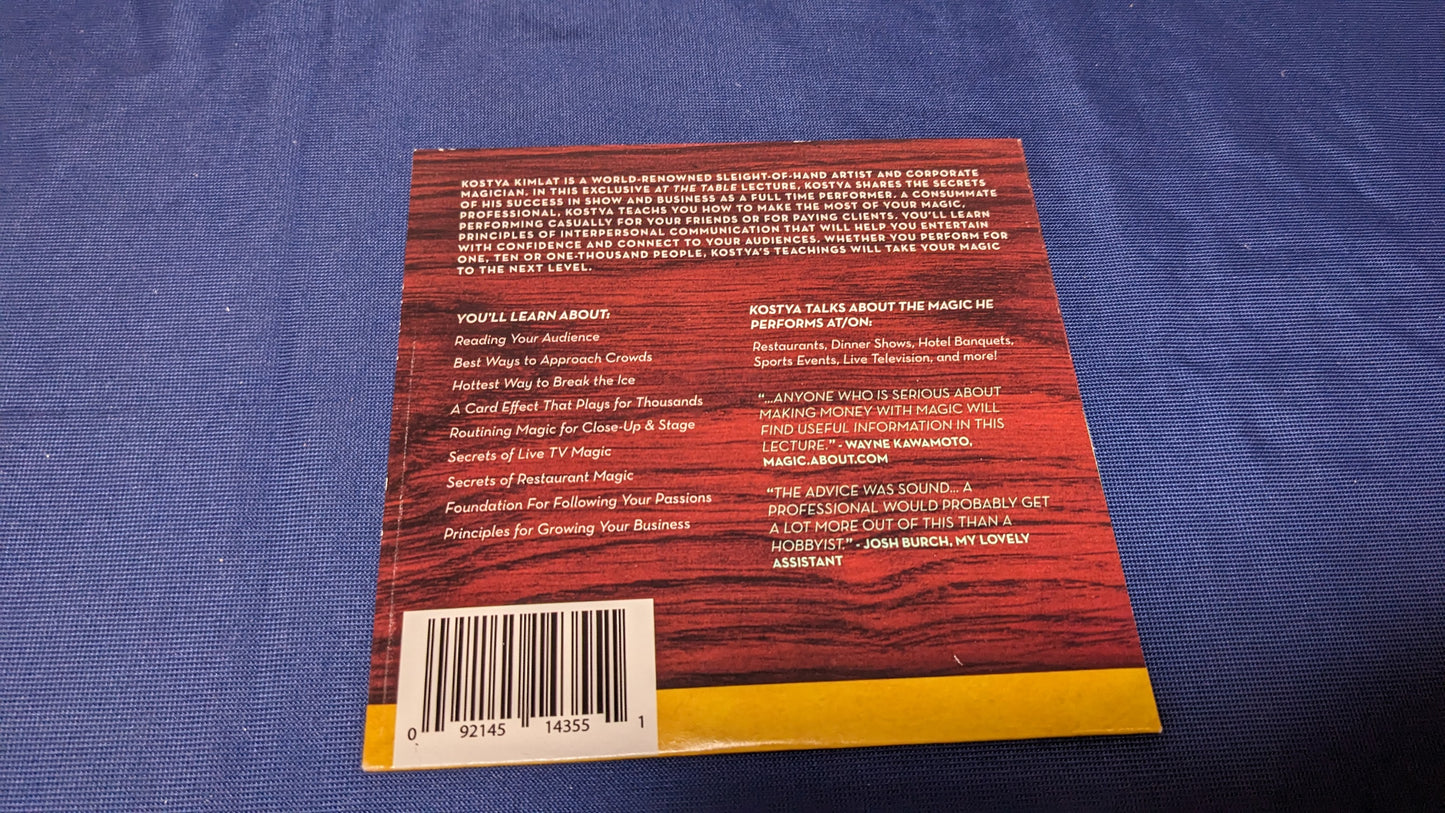 KOSTYA KIMLAT IS A WORLD-RENOWNED SLEIGHT-OF-HAND ARTIST AND CORPORATE
MAGICIAN. IN THIS EXCLUSIVE AT THE TABLE LECTURE, KOSTYA SHARES THE SECRETS
OF HIS SUCCESS IN SHOW AND BUSINESS AS A FULL TIME PERFORMER. A CONSUMMATE
PROFESSIONAL, KOSTYA TEACHS YOU HOW TO MAKE THE MOST OF YOUR MAGIC,
PERFORMING CASUALLY FOR YOUR FRIENDS OR FOR PAYING CLIENTS. YOU'LL LEARN
PRINCIPLES OF INTERPERSONAL COMMUNICATION THAT WILL HELP YOU ENTERTAIN
WITH CONFIDENCE AND CONNECT TO YOUR AUDIENCES. WHETHER YOU PERFORM FOR
ONE, TEN OR ONE-THOUSAND PEOPLE, KOSTYA'S TEACHINGS WILL TAKE YOUR MAGIC
TO THE NEXT LEVEL.
YOU'LL LEARN ABOUT:
Reading Your Audience
Best Ways to Approach Crowds
Hottest Way to Break the Ice
A Card Effect That Plays for Thousands
Routining Magic for Close-Up & Stage
Secrets of Live TV Magic
Secrets of Restaurant Magic
Foundation For Following Your Passions
Principles for Growing Your Business
KOSTYA TALKS ABOUT THE MAGIC HE
PERFORMS AT/ON:
Restaurants, Dinner Shows, Hotel Banquets,
Sports Events, Live Television, and more!
"...ANYONE WHO IS SERIOUS ABOUT
MAKING MONEY WITH MAGIC WILL
FIND USEFUL INFORMATION IN THIS
LECTURE." - WAYNE KAWAMOTO,
MAGIC.ABOUT.COM
"THE ADVICE WAS SOUND... A
PROFESSIONAL WOULD PROBABLY GET
A LOT MORE OUT OF THIS THAN A
HOBBYIST." - JOSH BURCH, MY LOVELY
ASSISTANT
0 92145 14355 1